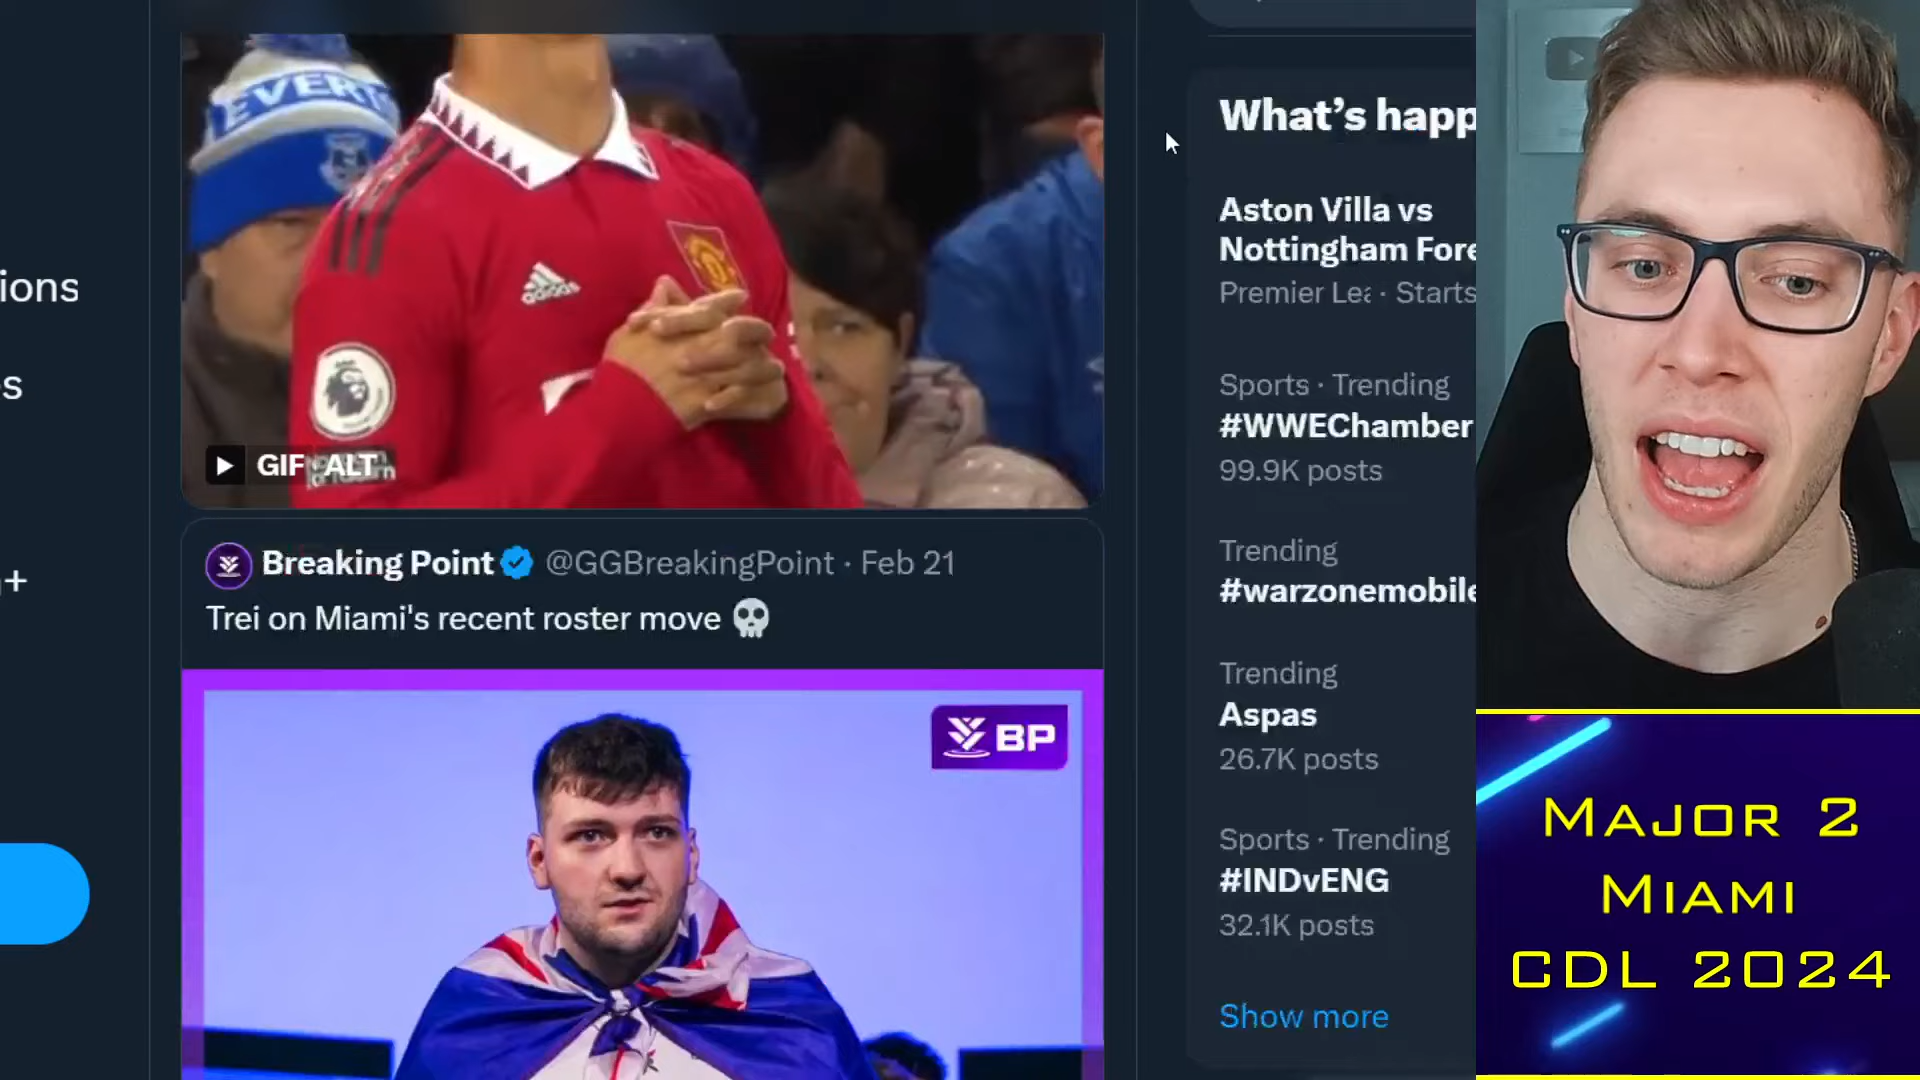 EVERT
adidas
GIF ALT
Breaking Point @GGBreakingPoint · Feb 21
Trei on Miami's recent roster move 💀
BP
ions
s
+
What's happ
Aston Villa vs
Nottingham Fore
Premier Lea · Starts
Sports · Trending
#WWEChamber
99.9K posts
Trending
#warzonemobile
Trending
Aspas
26.7K posts
Sports · Trending
#INDvENG
32.1K posts
Show more
MAJOR 2
MIAMI
CDL 2024